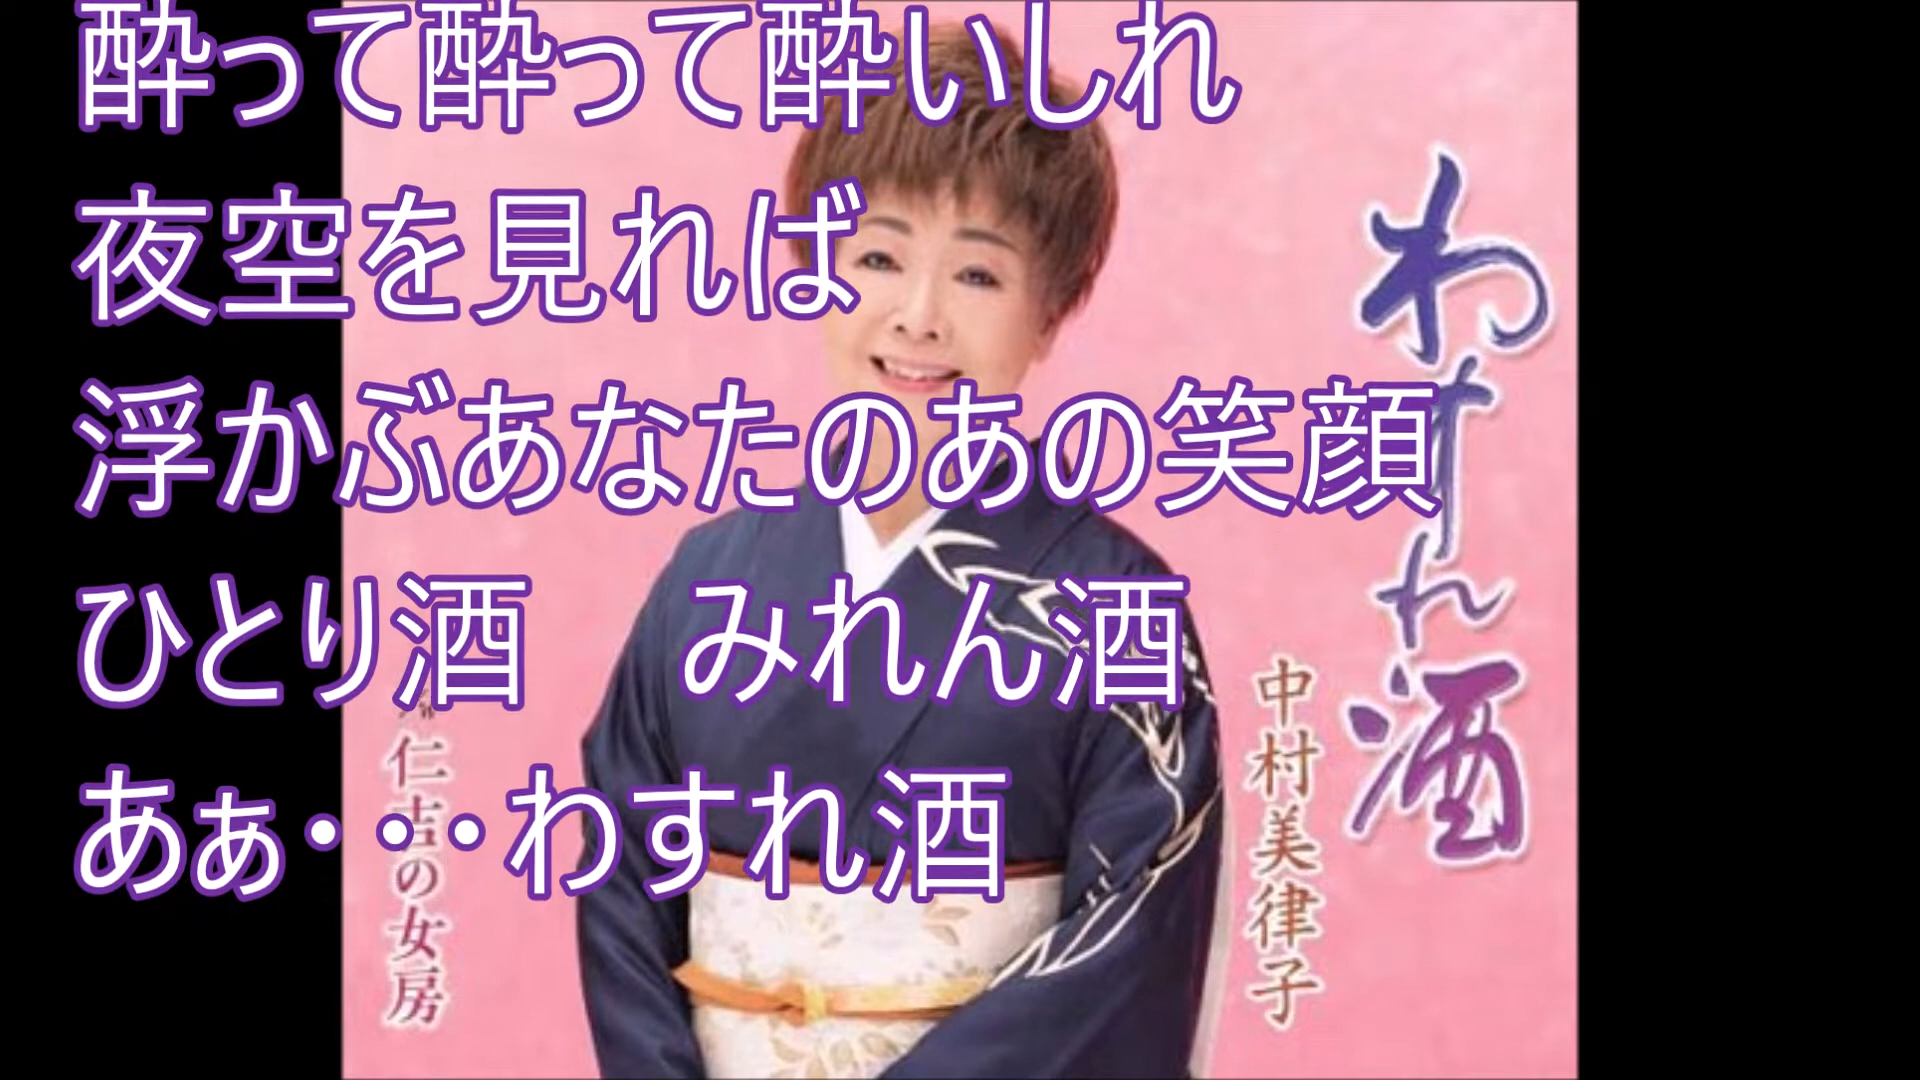 酔って酔って酔いしれ
夜空を見れば
浮かぶあなたのあの笑顔
ひとり酒　みれん酒
あぁ・・・わすれ酒
わすれ酒
中村美律子
仁吉の女房